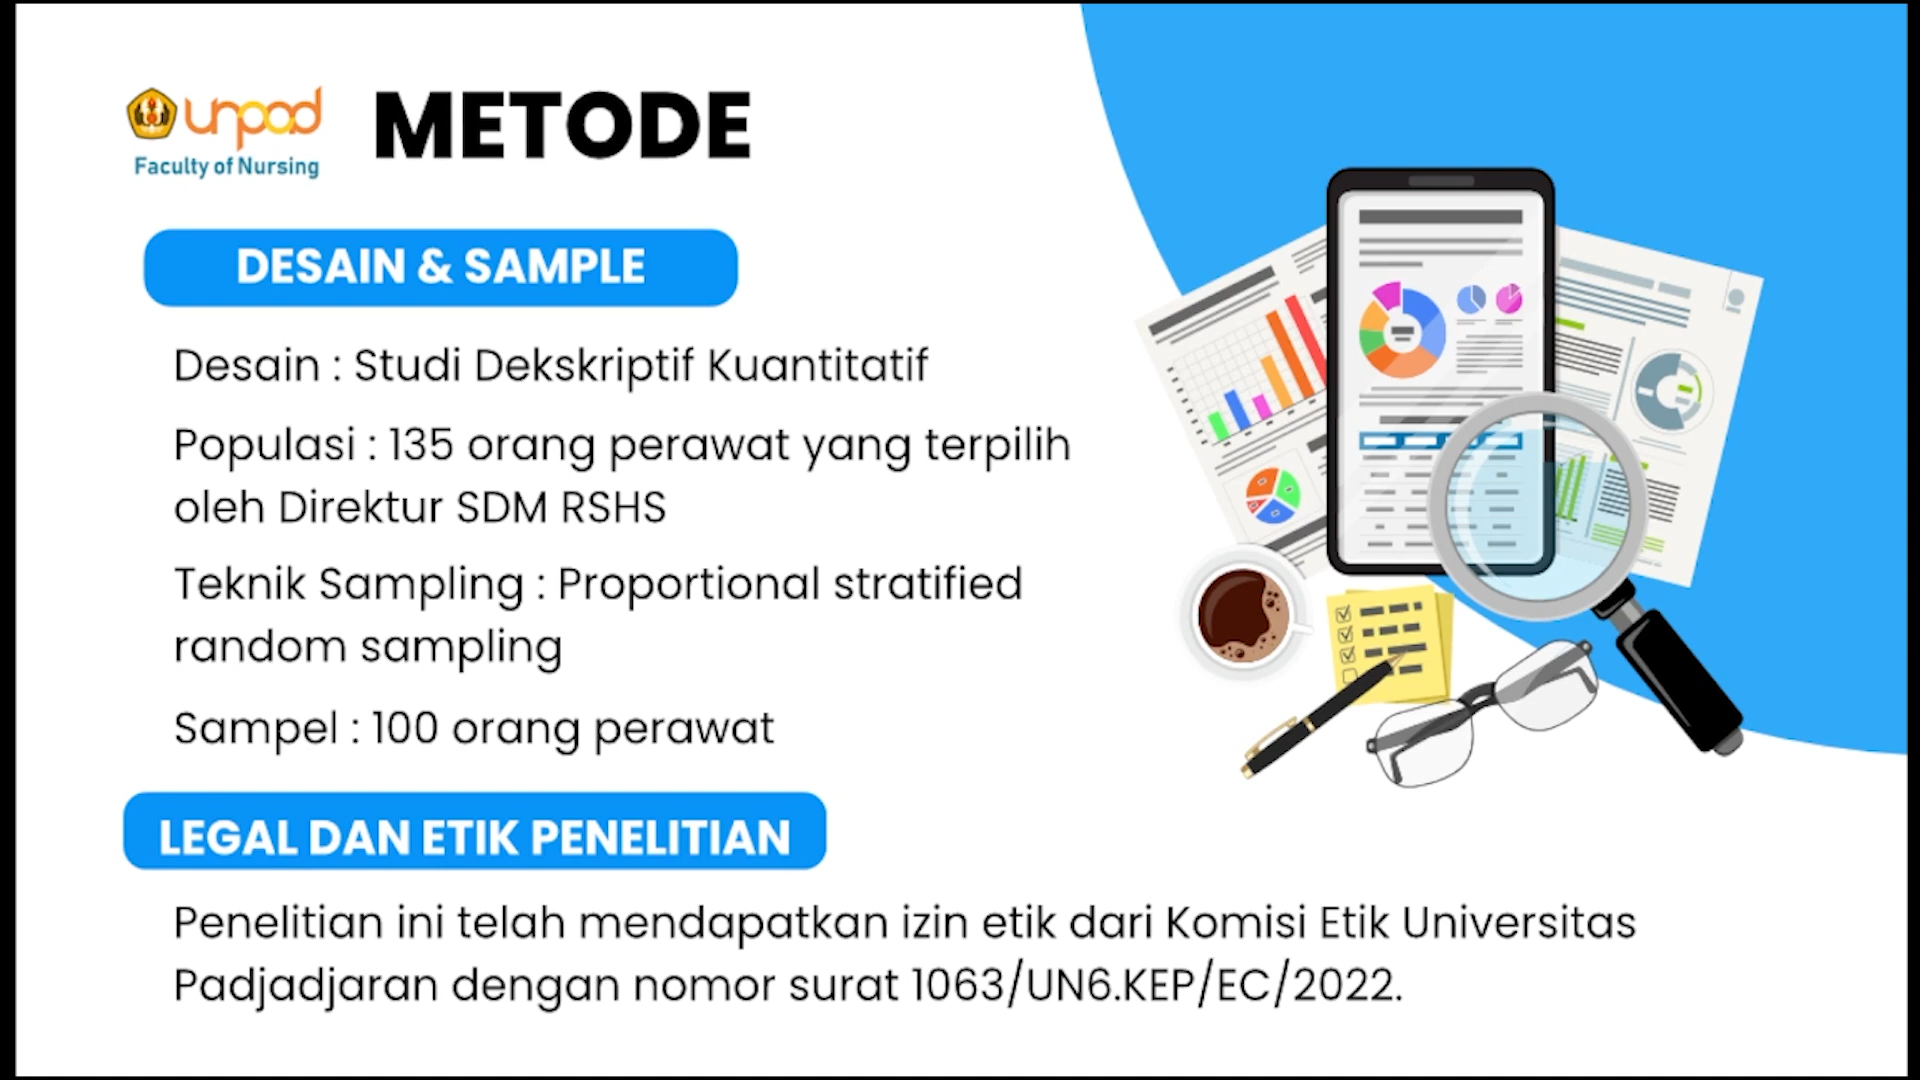 unpad
Faculty of Nursing
METODE
DESAIN & SAMPLE
Desain : Studi Dekskriptif Kuantitatif
Populasi : 135 orang perawat yang terpilih
oleh Direktur SDM RSHS
Teknik Sampling : Proportional stratified
random sampling
Sampel : 100 orang perawat
LEGAL DAN ETIK PENELITIAN
Penelitian ini telah mendapatkan izin etik dari Komisi Etik Universitas
Padjadjaran dengan nomor surat 1063/UN6.KEP/EC/2022.